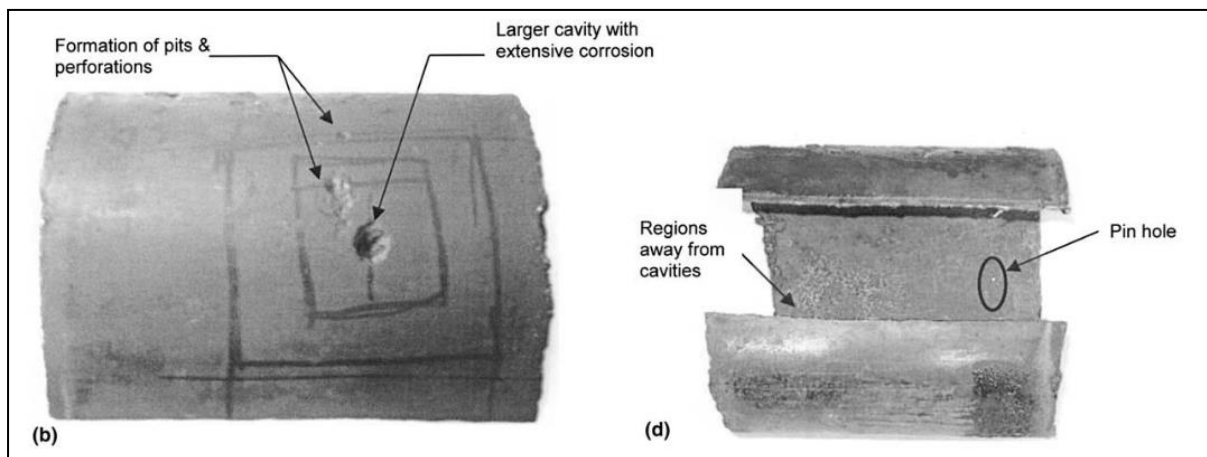 Formation of pits &
perforations
Larger cavity with
extensive corrosion
(b)
Regions
away from
cavities
Pin hole
(d)